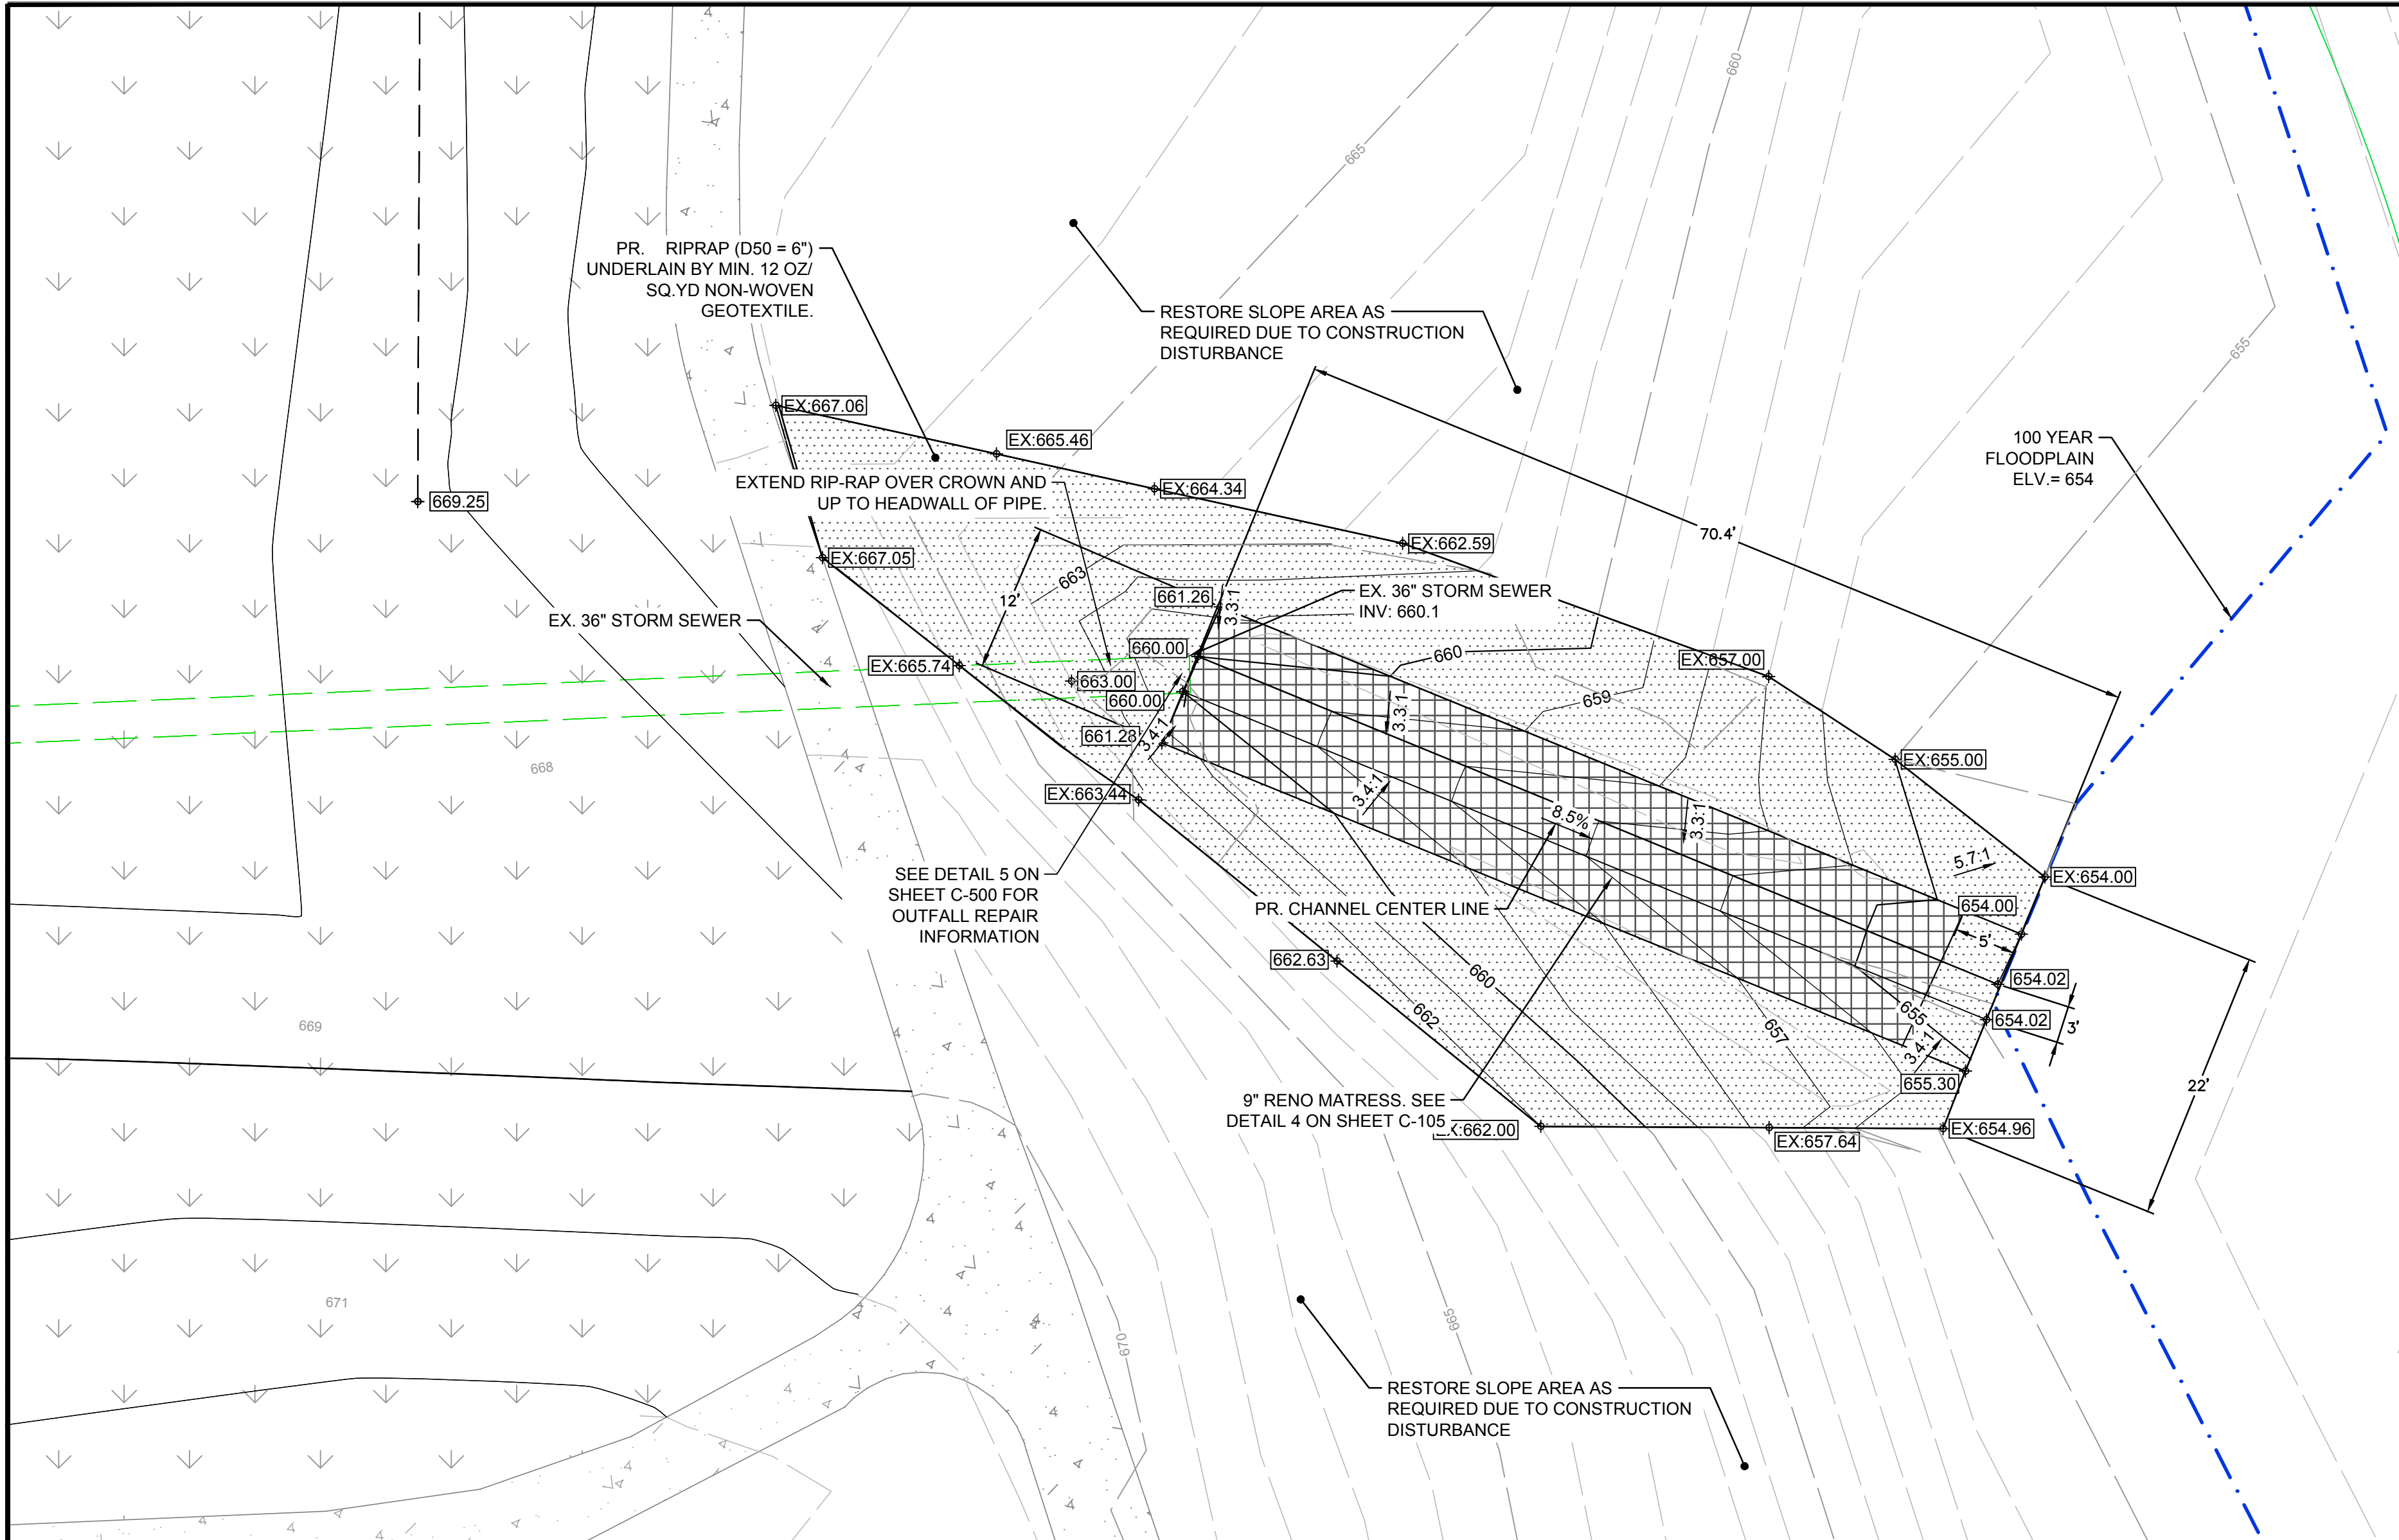 660
665
PR. RIPRAP (D50 = 6")
UNDERLAIN BY MIN. 12 OZ/
SQ.YD NON-WOVEN
GEOTEXTILE.
RESTORE SLOPE AREA AS
REQUIRED DUE TO CONSTRUCTION
DISTURBANCE
655
EX:667.06
EX:665.46
100 YEAR
FLOODPLAIN
ELV.= 654
EXTEND RIP-RAP OVER CROWN AND
UP TO HEADWALL OF PIPE.
EX:664.34
669.25
70.4'
EX:662.59
EX:667.05
663
12'
661.26
3.3:1
EX. 36" STORM SEWER
INV: 660.1
EX. 36" STORM SEWER
660.00
660
EX:657.00
EX:665.74
663.00
660.00
659
3.3:1
661.28
3.4:1
668
EX:655.00
EX:663.44
3.4:1
8.5%
3.3:1
5.7:1
SEE DETAIL 5 ON
SHEET C-500 FOR
OUTFALL REPAIR
INFORMATION
EX:654.00
PR. CHANNEL CENTER LINE
654.00
5'
662.63
660
654.02
662
655
654.02
669
657
3'
3.4:1
655.30
22'
9" RENO MATRESS. SEE
DETAIL 4 ON SHEET C-105
EX:662.00
EX:657.64
EX:654.96
671
670
665
RESTORE SLOPE AREA AS
REQUIRED DUE TO CONSTRUCTION
DISTURBANCE